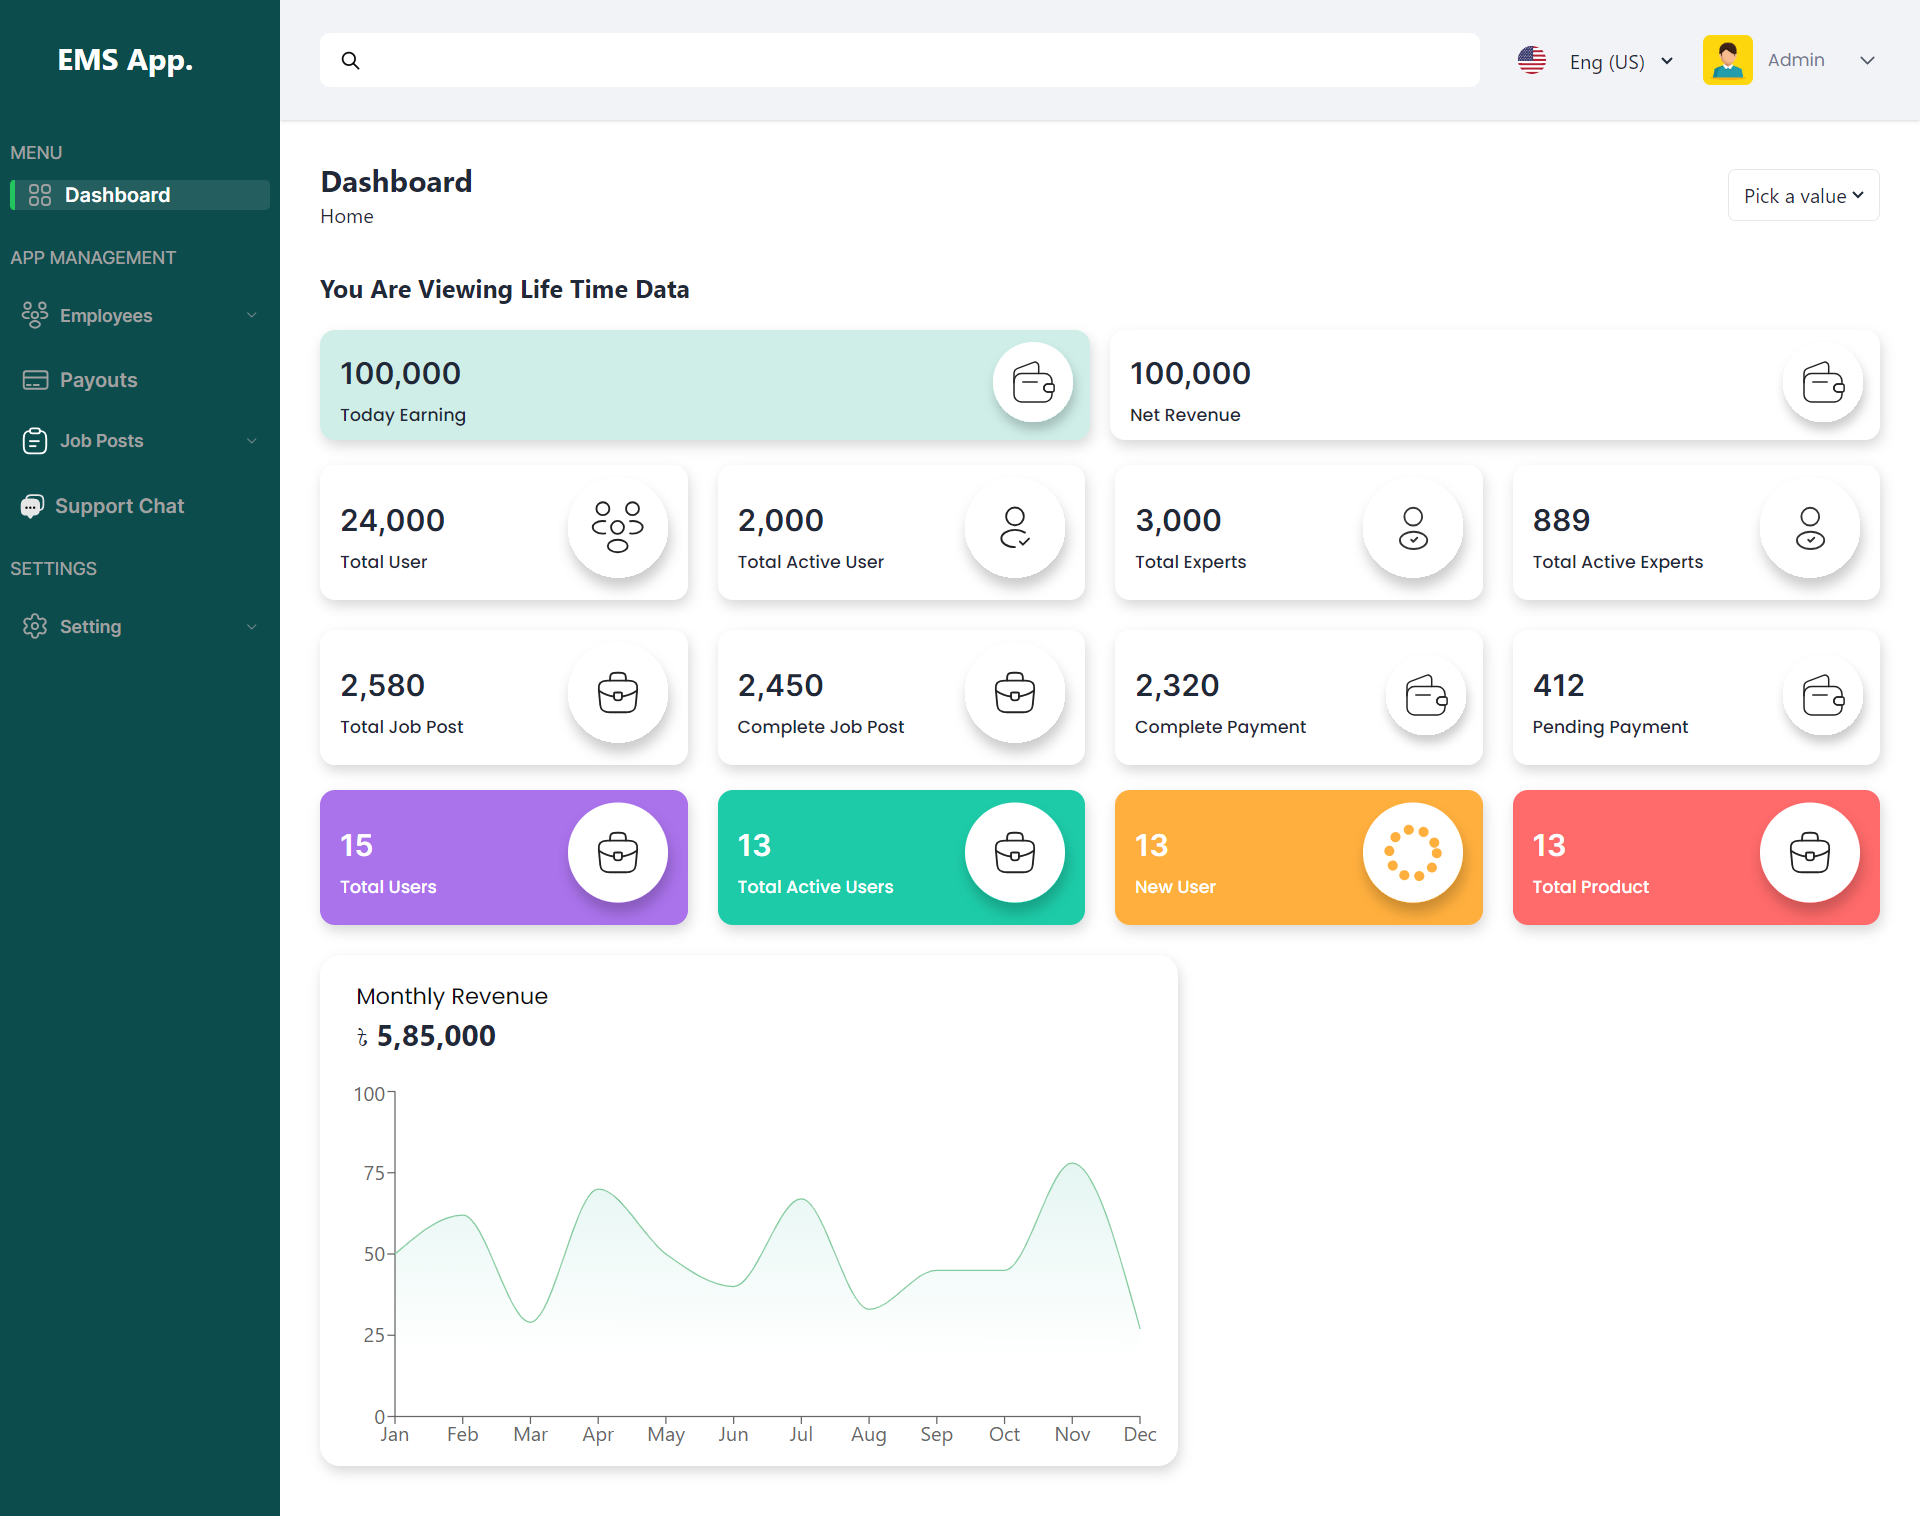 EMS App.
MENU
Dashboard
APP MANAGEMENT
Employees
Payouts
Job Posts
Support Chat
SETTINGS
Setting
Eng (US)
Admin
Dashboard
Home
Pick a value
You Are Viewing Life Time Data
100,000
Today Earning
100,000
Net Revenue
24,000
Total User
2,000
Total Active User
3,000
Total Experts
889
Total Active Experts
2,580
Total Job Post
2,450
Complete Job Post
2,320
Complete Payment
412
Pending Payment
15
Total Users
13
Total Active Users
13
New User
13
Total Product
Monthly Revenue
৳ 5,85,000
100
75
50
25
0
Jan Feb Mar Apr May Jun Jul Aug Sep Oct Nov Dec